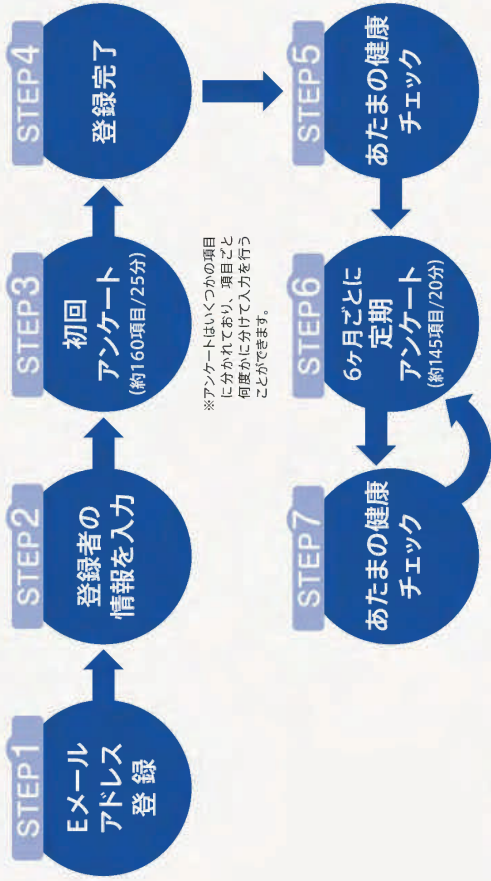 STEP1
Eメール
アドレス
登 録
STEP2
登録者の
情報を入力
STEP3
初回
アンケート
(約160項目/25分)
※アンケートはいくつかの項目
に分かれており、項目ごと
何度かに分けて入力を行う
ことができます。
STEP4
登録完了
STEP5
あたまの健康
チェック
STEP6
6ヶ月ごとに
定期
アンケート
(約145項目/20分)
STEP7
あたまの健康
チェック